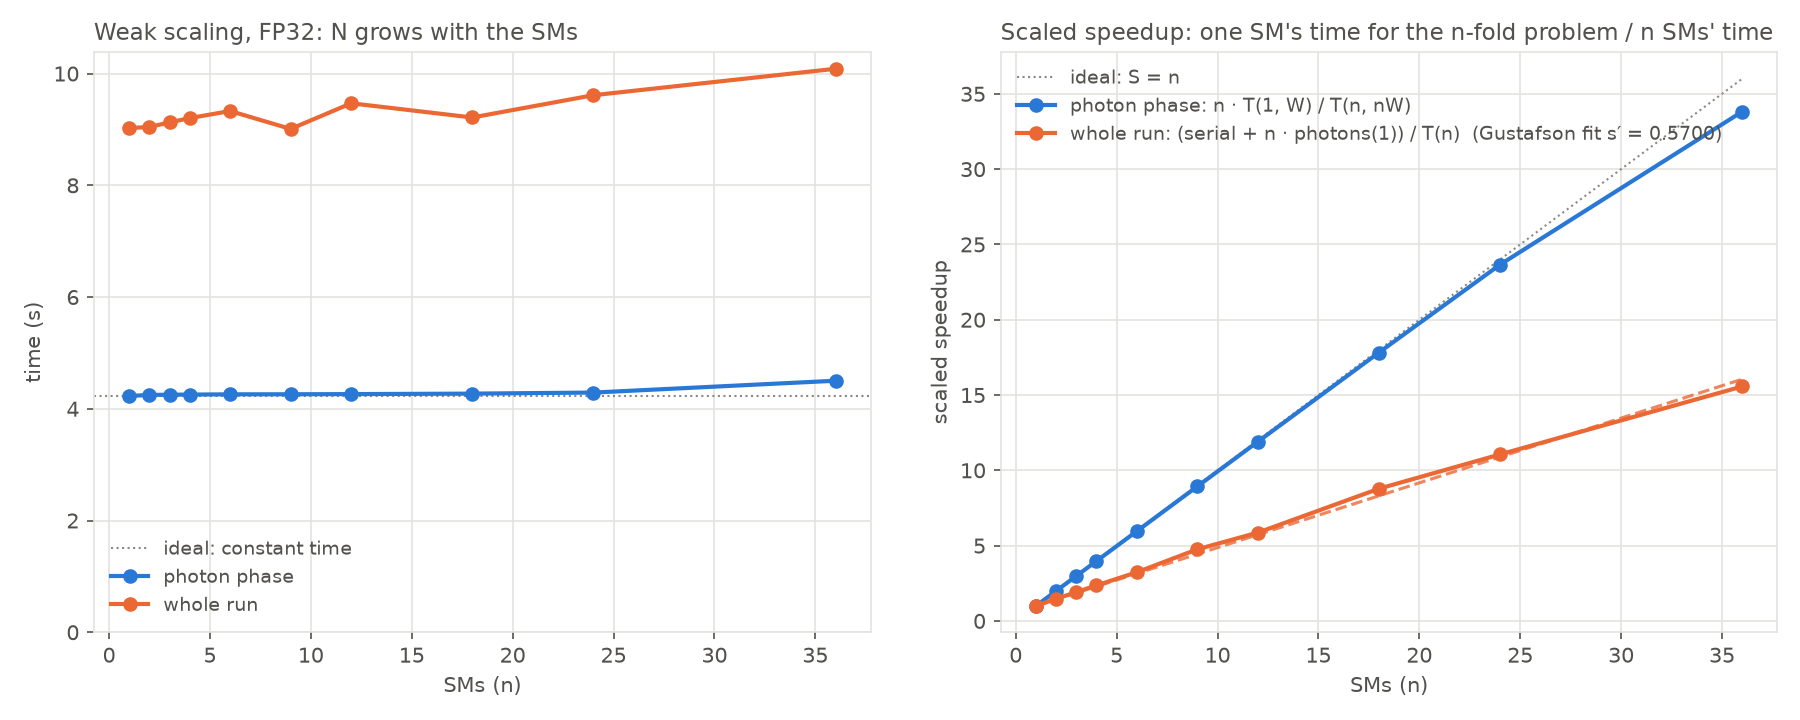 Weak scaling, FP32: N grows with the SMs
10
8
6
4
2
0
time (s)
ideal: constant time
photon phase
whole run
0 5 10 15 20 25 30 35
SMs (n)
Scaled speedup: one SM's time for the n-fold problem / n SMs' time
ideal: S = n
photon phase: n · T(1, W) / T(n, nW)
whole run: (serial + n · photons(1)) / T(n)  (Gustafson fit s′ = 0.5700)
35
30
25
20
15
10
5
0
scaled speedup
0 5 10 15 20 25 30 35
SMs (n)